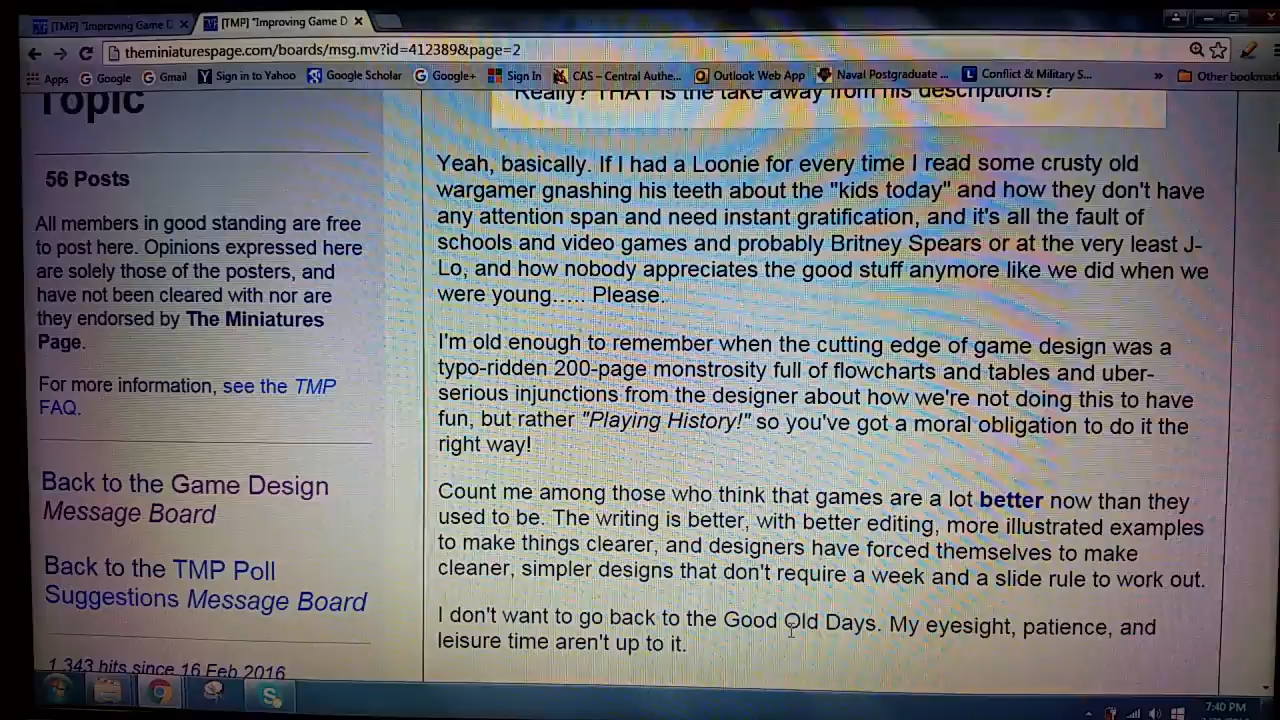 [TMP] "Improving Game D
[TMP] "Improving Game D
theminiaturespage.com/boards/msg.mv?id=412389&page=2
Apps Google Gmail Sign in to Yahoo Google Scholar Google+ Sign In CAS – Central Authe... Outlook Web App Naval Postgraduate ... Conflict & Military S... » Other bookmar
Topic
56 Posts
All members in good standing are free
to post here. Opinions expressed here
are solely those of the posters, and
have not been cleared with nor are
they endorsed by The Miniatures
Page.
For more information, see the TMP
FAQ.
Back to the Game Design
Message Board
Back to the TMP Poll
Suggestions Message Board
1,343 hits since 16 Feb 2016
Really? THAT is the take away from his descriptions?
Yeah, basically. If I had a Loonie for every time I read some crusty old
wargamer gnashing his teeth about the "kids today" and how they don't have
any attention span and need instant gratification, and it's all the fault of
schools and video games and probably Britney Spears or at the very least J-
Lo, and how nobody appreciates the good stuff anymore like we did when we
were young..... Please.
I'm old enough to remember when the cutting edge of game design was a
typo-ridden 200-page monstrosity full of flowcharts and tables and uber-
serious injunctions from the designer about how we're not doing this to have
fun, but rather "Playing History!" so you've got a moral obligation to do it the
right way!
Count me among those who think that games are a lot better now than they
used to be. The writing is better, with better editing, more illustrated examples
to make things clearer, and designers have forced themselves to make
cleaner, simpler designs that don't require a week and a slide rule to work out.
I don't want to go back to the Good Old Days. My eyesight, patience, and
leisure time aren't up to it.
7:40 PM